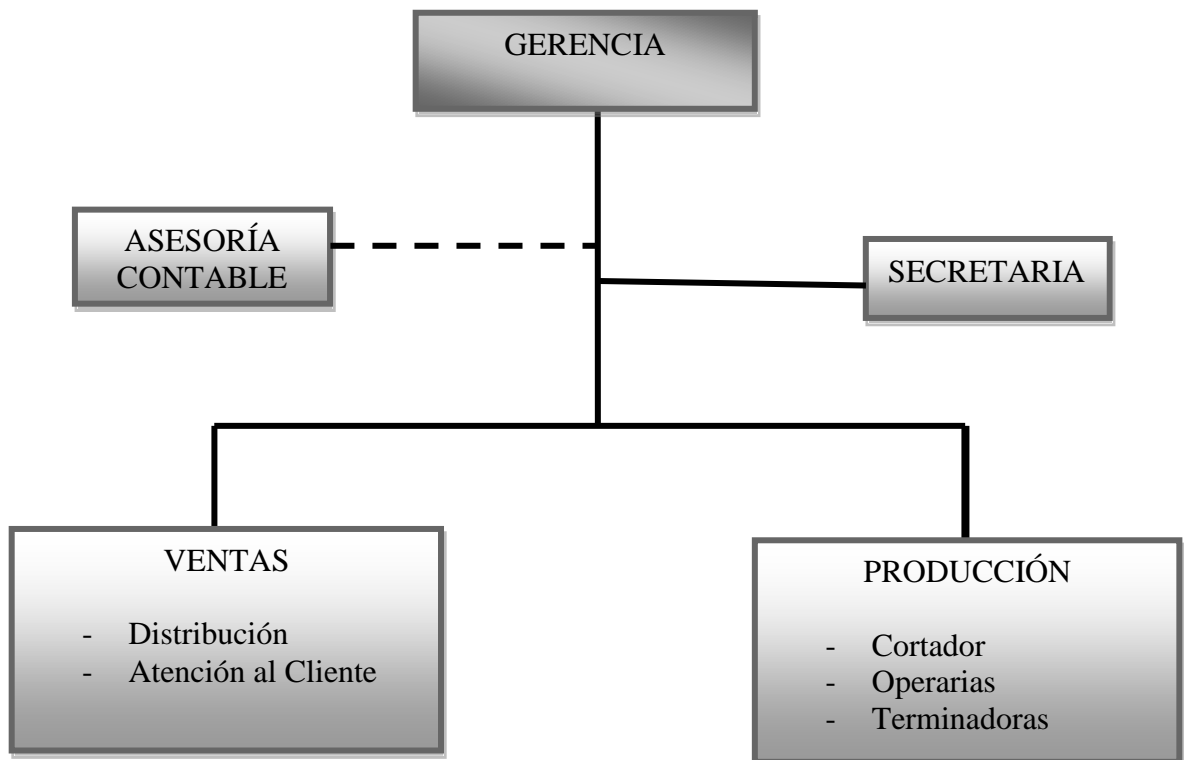 GERENCIA
ASESORÍA
CONTABLE
SECRETARIA
VENTAS
- Distribución
- Atención al Cliente
PRODUCCIÓN
- Cortador
- Operarias
- Terminadoras